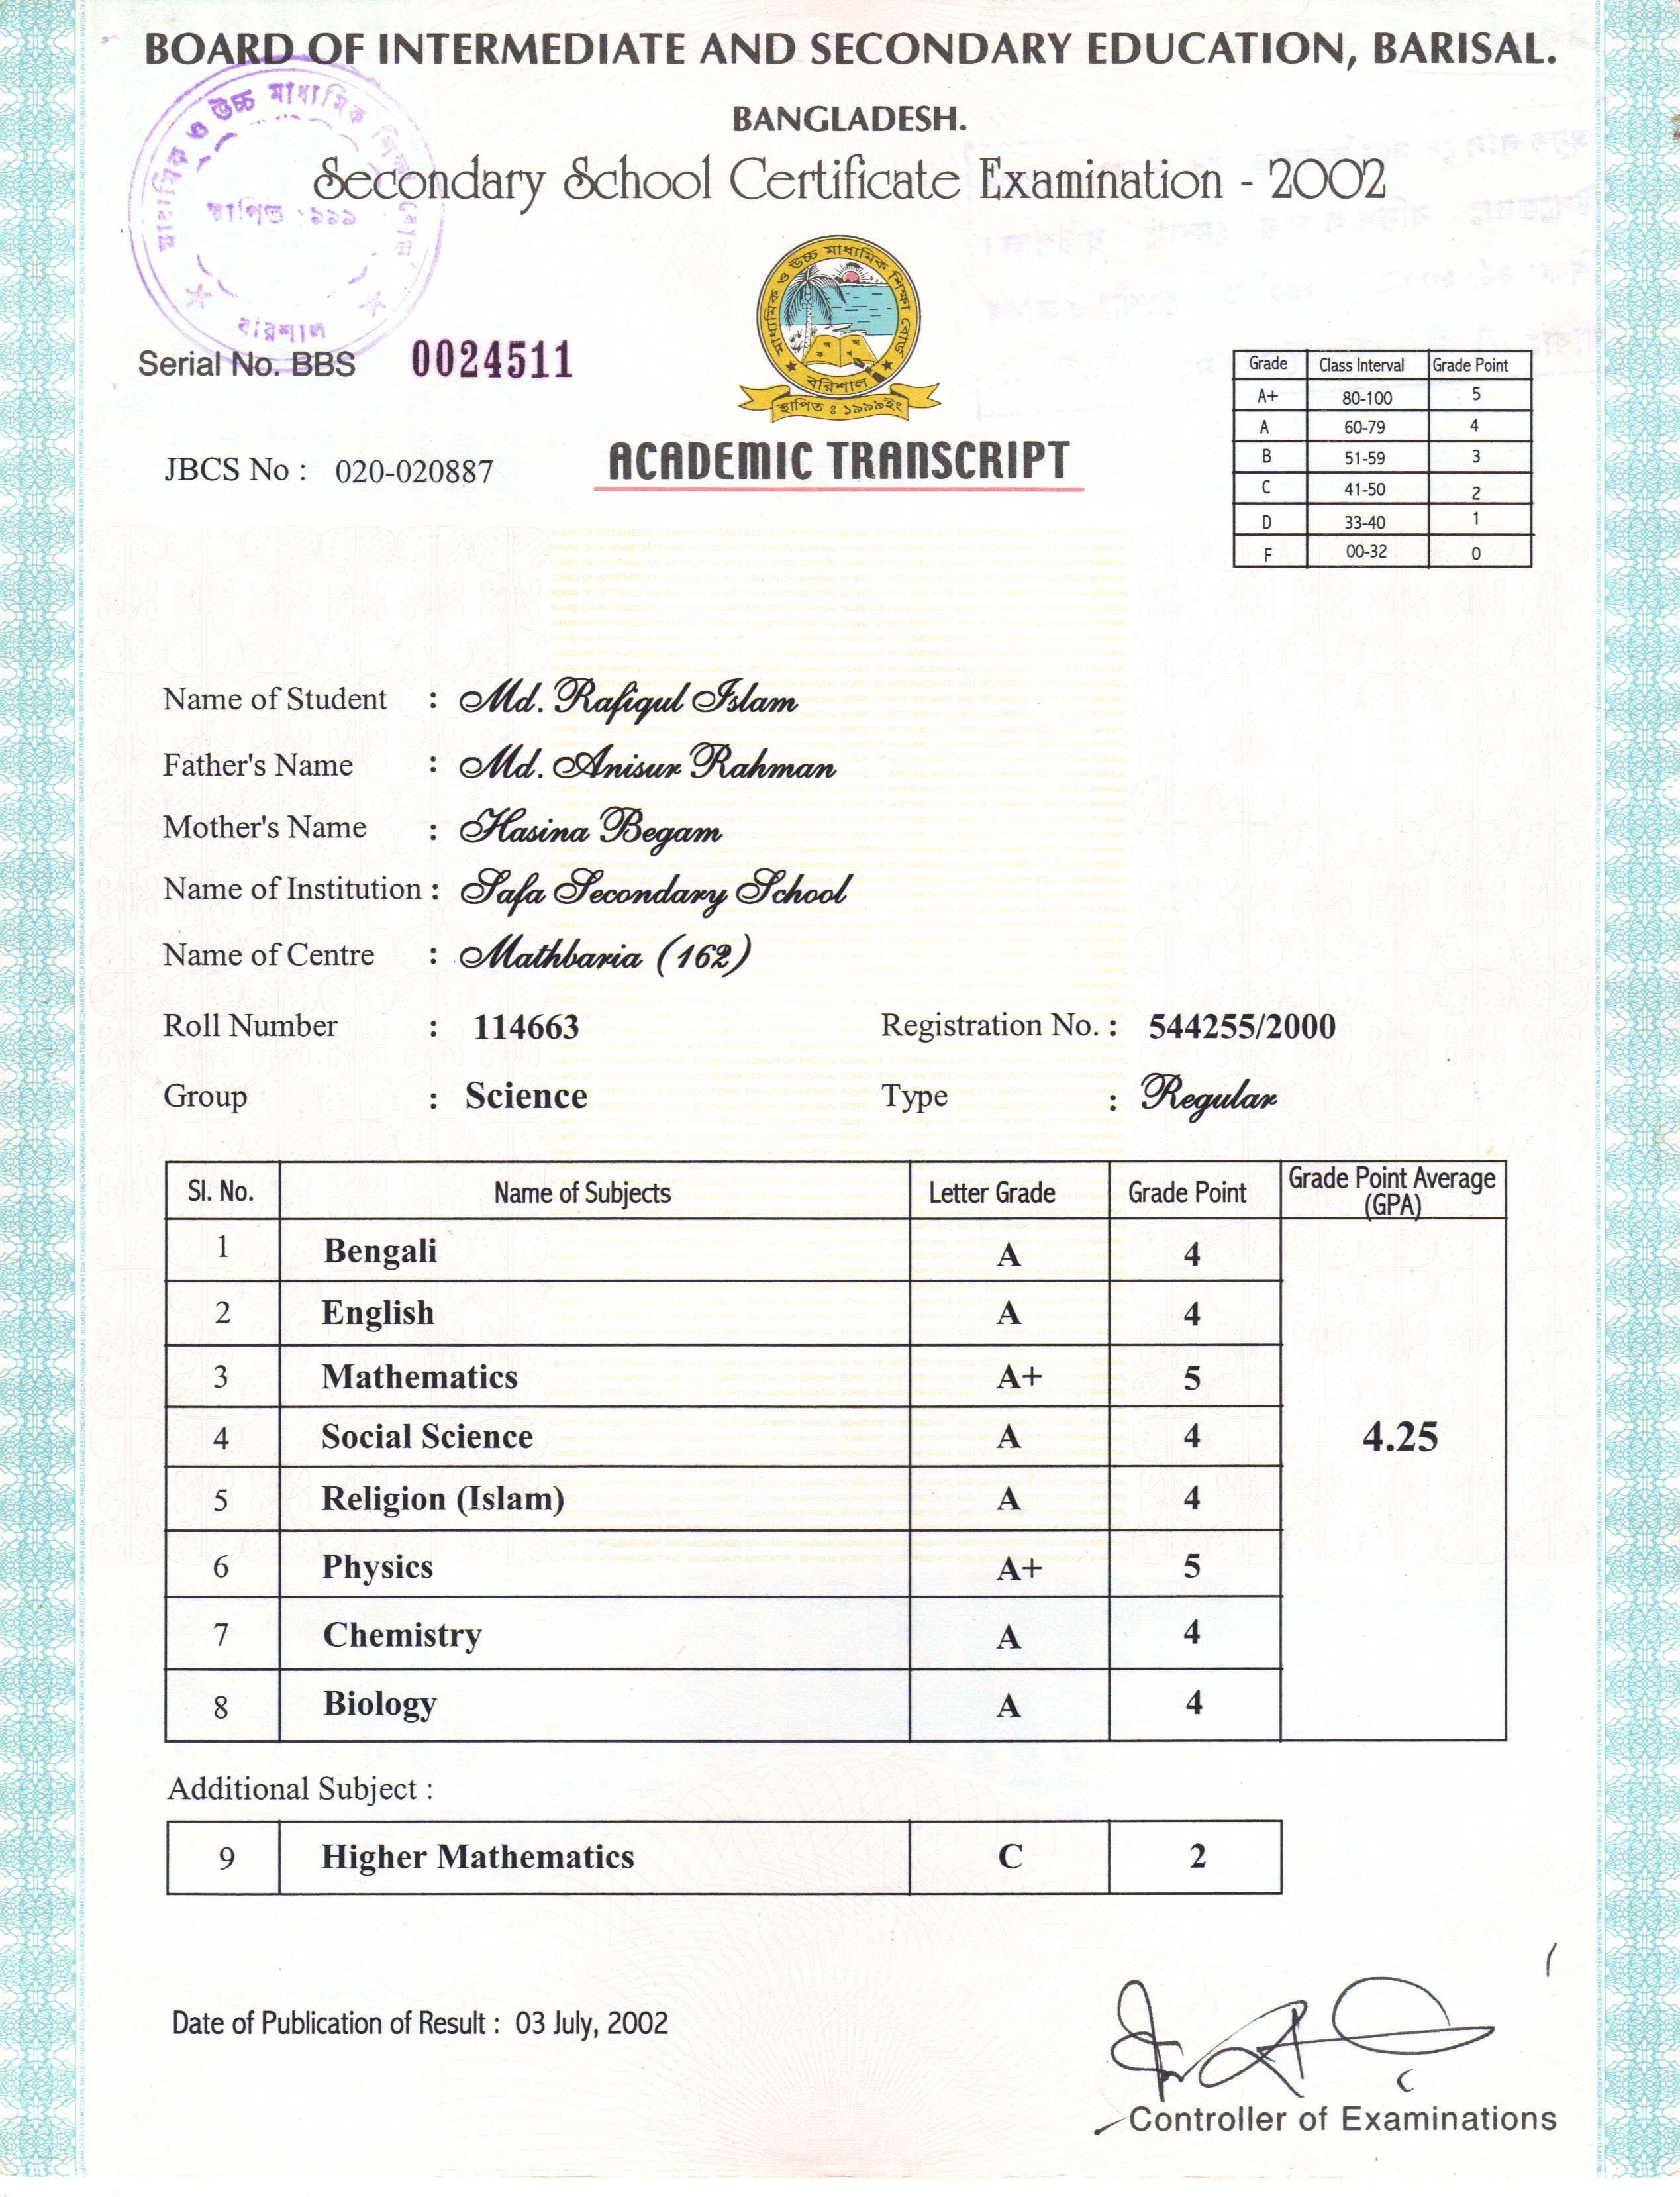 BOARD OF INTERMEDIATE AND SECONDARY EDUCATION, BARISAL.
BANGLADESH.
Secondary School Certificate Examination - 2002
মাধ্যমিক ও উচ্চ মাধ্যমিক শিক্ষা বোর্ড
স্থাপিত : ১৯৯৯
বরিশাল
মাধ্যমিক ও উচ্চ মাধ্যমিক শিক্ষা বোর্ড
বরিশাল
স্থাপিত : ১৯৯৯ইং
Serial No. BBS 0024511
JBCS No : 020-020887
ACADEMIC TRANSCRIPT
Grade Class Interval Grade Point
A+ 80-100 5
A 60-79 4
B 51-59 3
C 41-50 2
D 33-40 1
F 00-32 0
Name of Student : Md. Rafiqul Islam
Father's Name : Md. Anisur Rahman
Mother's Name : Hasina Begam
Name of Institution : Safa Secondary School
Name of Centre : Mathbaria (162)
Roll Number : 114663 Registration No. : 544255/2000
Group : Science Type : Regular
Sl. No. Name of Subjects Letter Grade Grade Point Grade Point Average (GPA)
1 Bengali A 4
2 English A 4
3 Mathematics A+ 5
4 Social Science A 4 4.25
5 Religion (Islam) A 4
6 Physics A+ 5
7 Chemistry A 4
8 Biology A 4
Additional Subject :
9 Higher Mathematics C 2
Date of Publication of Result : 03 July, 2002
Controller of Examinations